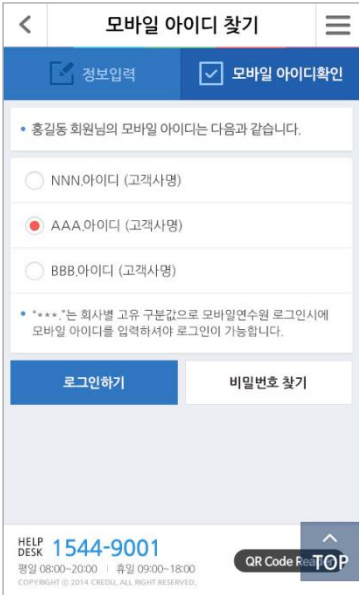 모바일 아이디 찾기
정보입력
모바일 아이디확인
• 홍길동 회원님의 모바일 아이디는 다음과 같습니다.
NNN.아이디 (고객사명)
AAA.아이디 (고객사명)
BBB.아이디 (고객사명)
• "***."는 회사별 고유 구분값으로 모바일연수원 로그인시에
모바일 아이디를 입력하셔야 로그인이 가능합니다.
로그인하기
비밀번호 찾기
HELP
DESK 1544-9001
평일 08:00~20:00 | 휴일 09:00~18:00
COPYRIGHT ⓒ 2014 CREDU, ALL RIGHT RESERVED.
QR Code
TOP